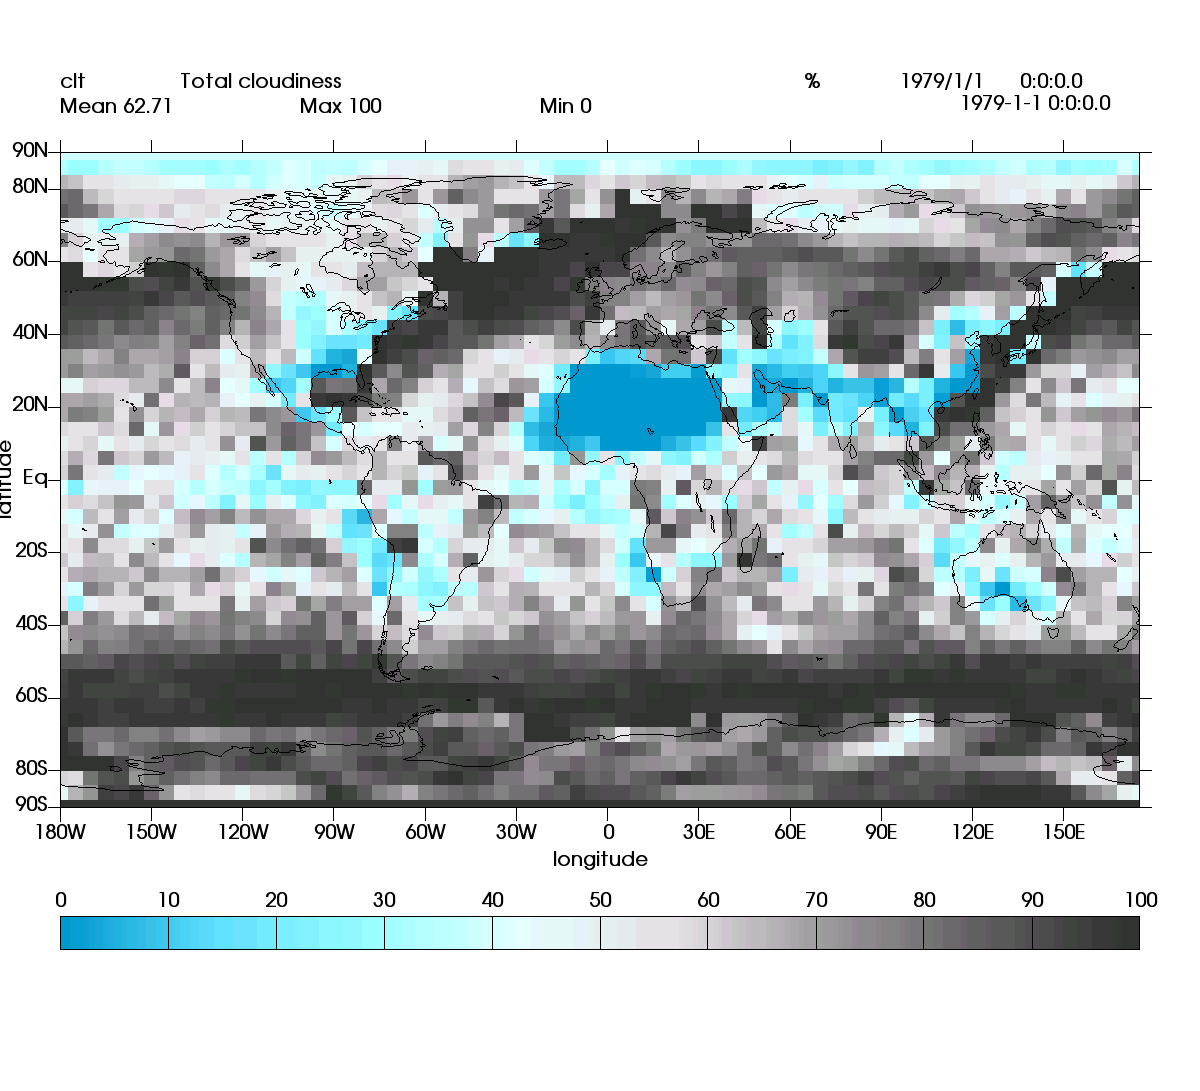 clt Total cloudiness % 1979/1/1 0:0:0.0
Mean 62.71 Max 100 Min 0 1979-1-1 0:0:0.0
90N
80N
60N
40N
20N
Eq
20S
40S
60S
80S
90S
latitude
180W 150W 120W 90W 60W 30W 0 30E 60E 90E 120E 150E
longitude
0 10 20 30 40 50 60 70 80 90 100